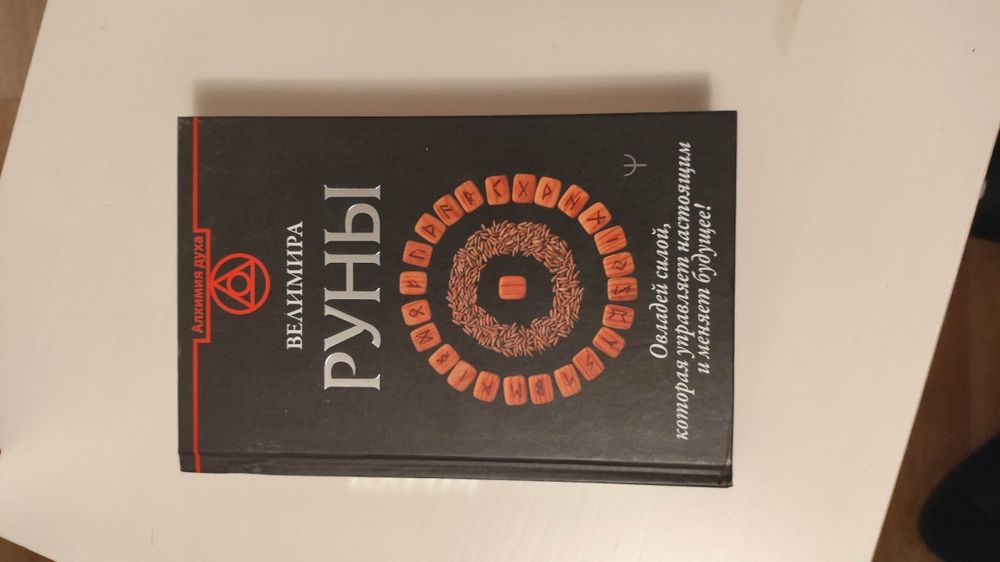 Алхимия духа
ВЕЛИМИРА
РУНЫ
Овладей силой,
которая управляет настоящим
и меняет будущее!